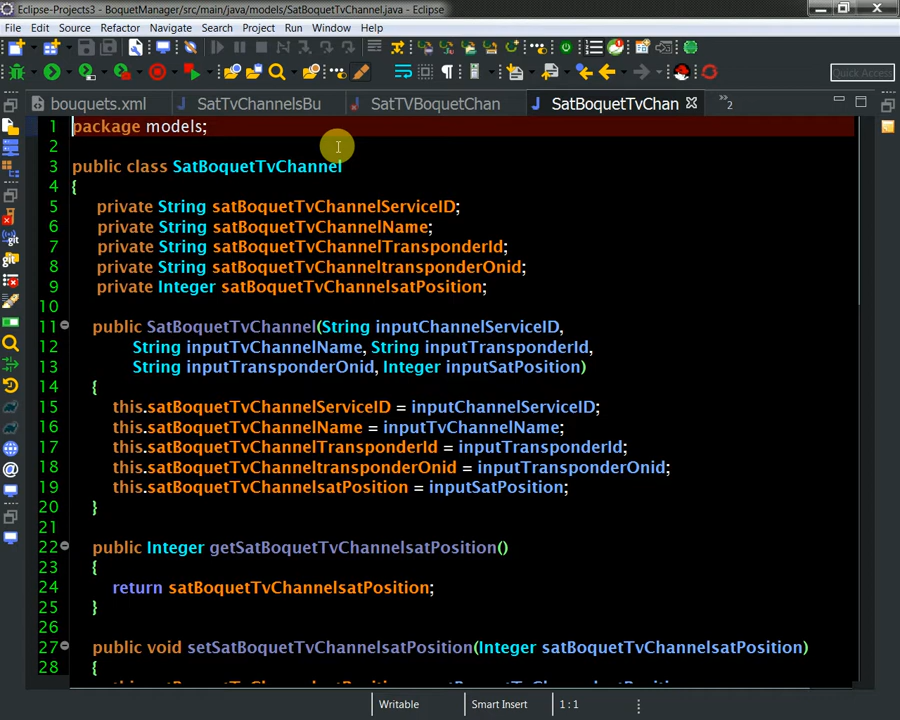 Eclipse-Projects3 - BoquetManager/src/main/java/models/SatBoquetTvChannel.java - Eclipse
File Edit Source Refactor Navigate Search Project Run Window Help
Quick Access
bouquets.xml SatTvChannelsBu SatTVBoquetChan SatBoquetTvChan »2
1 package models;
2
3 public class SatBoquetTvChannel
4 {
5 private String satBoquetTvChannelServiceID;
6 private String satBoquetTvChannelName;
7 private String satBoquetTvChannelTransponderId;
8 private String satBoquetTvChanneltransponderOnid;
9 private Integer satBoquetTvChannelsatPosition;
10
11 public SatBoquetTvChannel(String inputChannelServiceID,
12 String inputTvChannelName, String inputTransponderId,
13 String inputTransponderOnid, Integer inputSatPosition)
14 {
15 this.satBoquetTvChannelServiceID = inputChannelServiceID;
16 this.satBoquetTvChannelName = inputTvChannelName;
17 this.satBoquetTvChannelTransponderId = inputTransponderId;
18 this.satBoquetTvChanneltransponderOnid = inputTransponderOnid;
19 this.satBoquetTvChannelsatPosition = inputSatPosition;
20 }
21
22 public Integer getSatBoquetTvChannelsatPosition()
23 {
24 return satBoquetTvChannelsatPosition;
25 }
26
27 public void setSatBoquetTvChannelsatPosition(Integer satBoquetTvChannelsatPosition)
28 {
Writable Smart Insert 1 : 1